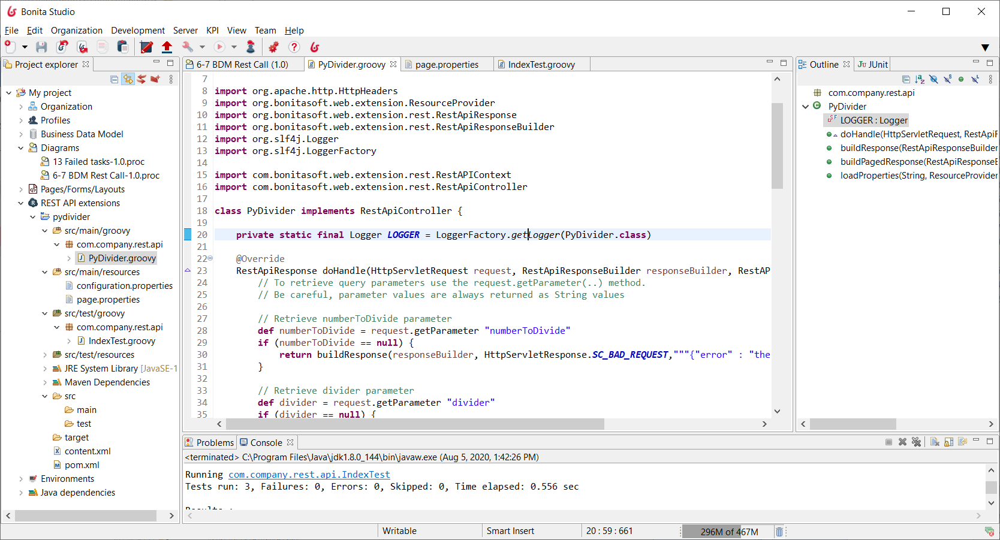 Bonita Studio
File Edit Organization Development Server KPI View Team Help
Project explorer
My project
Organization
Profiles
Business Data Model
Diagrams
13 Failed tasks-1.0.proc
6-7 BDM Rest Call-1.0.proc
Pages/Forms/Layouts
REST API extensions
pydivider
src/main/groovy
com.company.rest.api
PyDivider.groovy
src/main/resources
configuration.properties
page.properties
src/test/groovy
com.company.rest.api
IndexTest.groovy
src/test/resources
JRE System Library [JavaSE-1
Maven Dependencies
src
main
test
target
content.xml
pom.xml
Environments
Java dependencies
6-7 BDM Rest Call (1.0) PyDivider.groovy page.properties IndexTest.groovy
7
8 import org.apache.http.HttpHeaders
9 import org.bonitasoft.web.extension.ResourceProvider
10 import org.bonitasoft.web.extension.rest.RestApiResponse
11 import org.bonitasoft.web.extension.rest.RestApiResponseBuilder
12 import org.slf4j.Logger
13 import org.slf4j.LoggerFactory
14
15 import com.bonitasoft.web.extension.rest.RestAPIContext
16 import com.bonitasoft.web.extension.rest.RestApiController
17
18 class PyDivider implements RestApiController {
19
20 private static final Logger LOGGER = LoggerFactory.getLogger(PyDivider.class)
21
22 @Override
23 RestApiResponse doHandle(HttpServletRequest request, RestApiResponseBuilder responseBuilder, RestAP
24 // To retrieve query parameters use the request.getParameter(..) method.
25 // Be careful, parameter values are always returned as String values
26
27 // Retrieve numberToDivide parameter
28 def numberToDivide = request.getParameter "numberToDivide"
29 if (numberToDivide == null) {
30 return buildResponse(responseBuilder, HttpServletResponse.SC_BAD_REQUEST,"""{"error" : "the
31 }
32
33 // Retrieve divider parameter
34 def divider = request.getParameter "divider"
35 if (divider == null) {
Outline JUnit
com.company.rest.api
PyDivider
LOGGER : Logger
doHandle(HttpServletRequest, RestApiF
buildResponse(RestApiResponseBuilder
buildPagedResponse(RestApiResponseE
loadProperties(String, ResourceProvider
Problems Console
<terminated> C:\Program Files\Java\jdk1.8.0_144\bin\javaw.exe (Aug 5, 2020, 1:42:26 PM)
Running com.company.rest.api.IndexTest
Tests run: 3, Failures: 0, Errors: 0, Skipped: 0, Time elapsed: 0.556 sec
Results :
Writable Smart Insert 20 : 59 : 661 296M of 467M